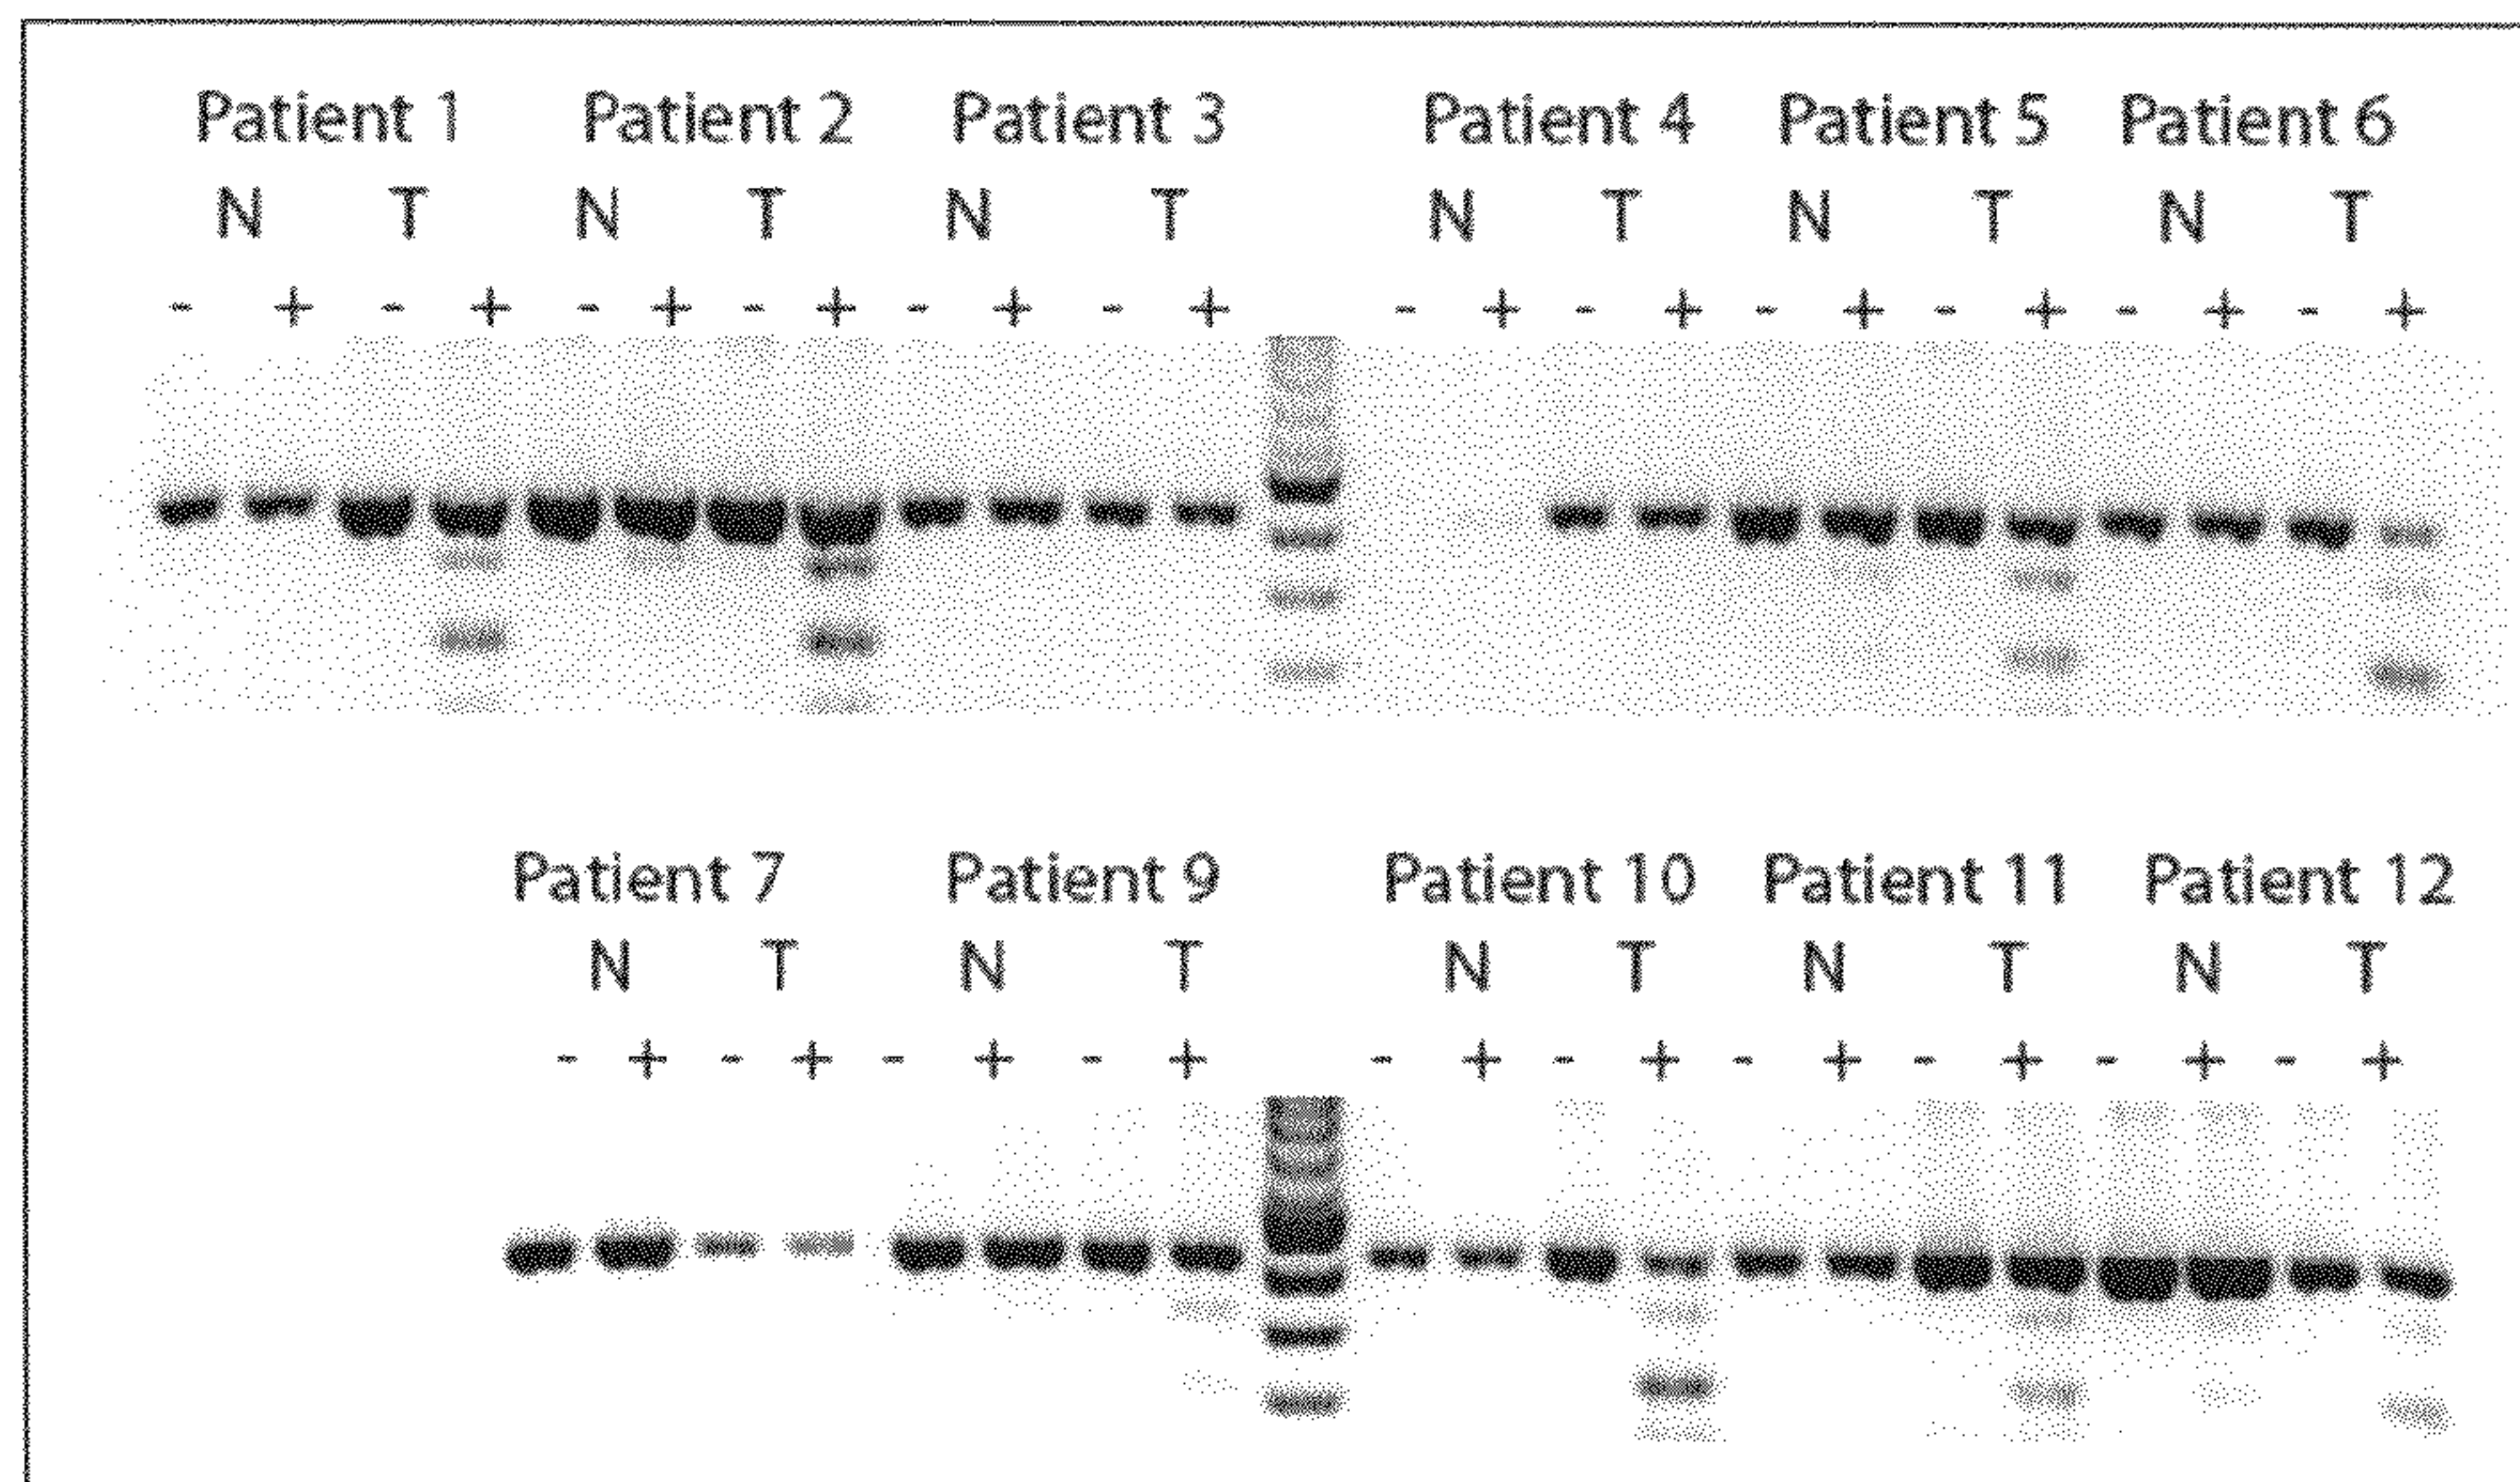 Patient 1 Patient 2 Patient 3 Patient 4 Patient 5 Patient 6
N T N T N T N T N T N T
- + - + - + - + - + - + - + - + - + - + - + - +
Patient 7 Patient 9 Patient 10 Patient 11 Patient 12
N T N T N T N T N T
- + - + - + - + - + - + - + - + - + - +